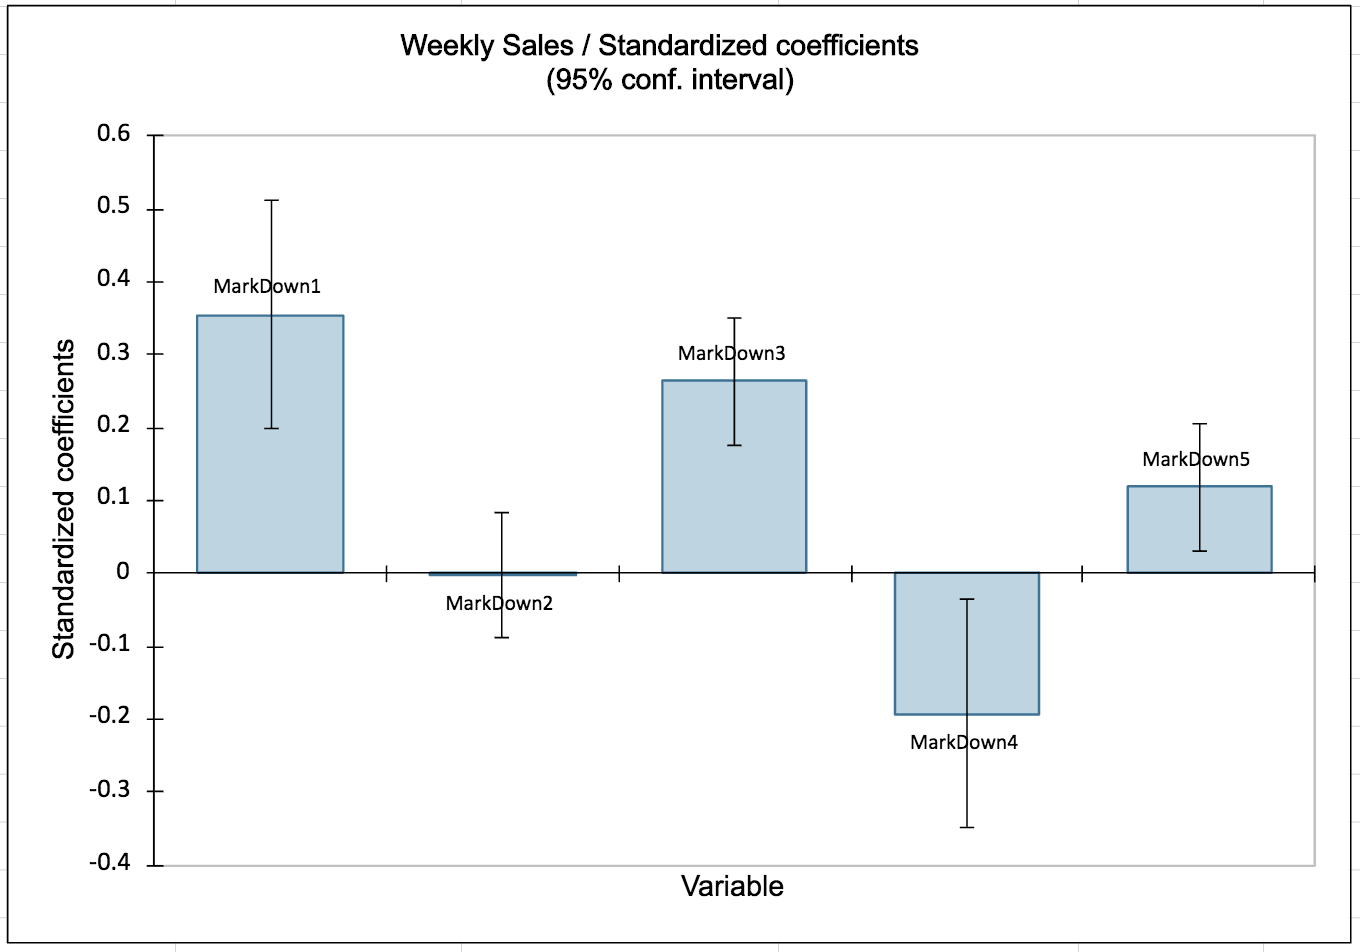 Weekly Sales / Standardized coefficients
(95% conf. interval)
0.6
0.5
0.4
0.3
0.2
0.1
0
-0.1
-0.2
-0.3
-0.4
Standardized coefficients
MarkDown1
MarkDown2
MarkDown3
MarkDown4
MarkDown5
Variable